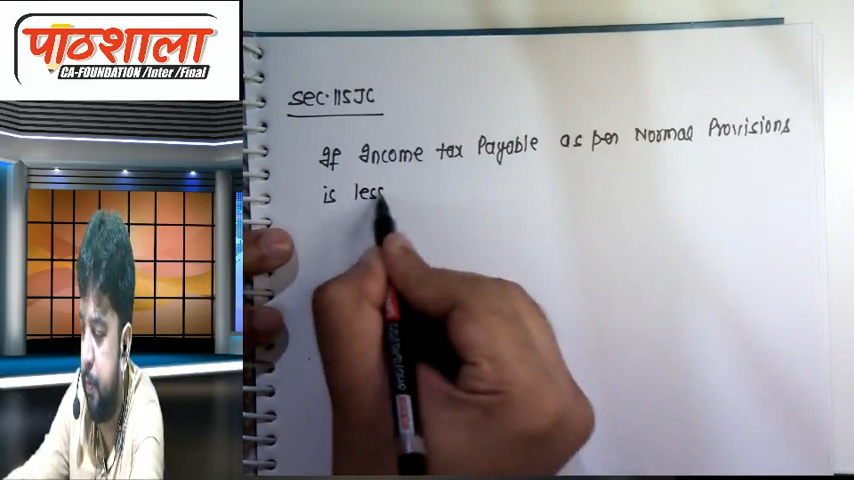 पाठशाला
CA-FOUNDATION /Inter /Final
Sec. 115JC
If Income tax Payable as per Normal Provisions
is less